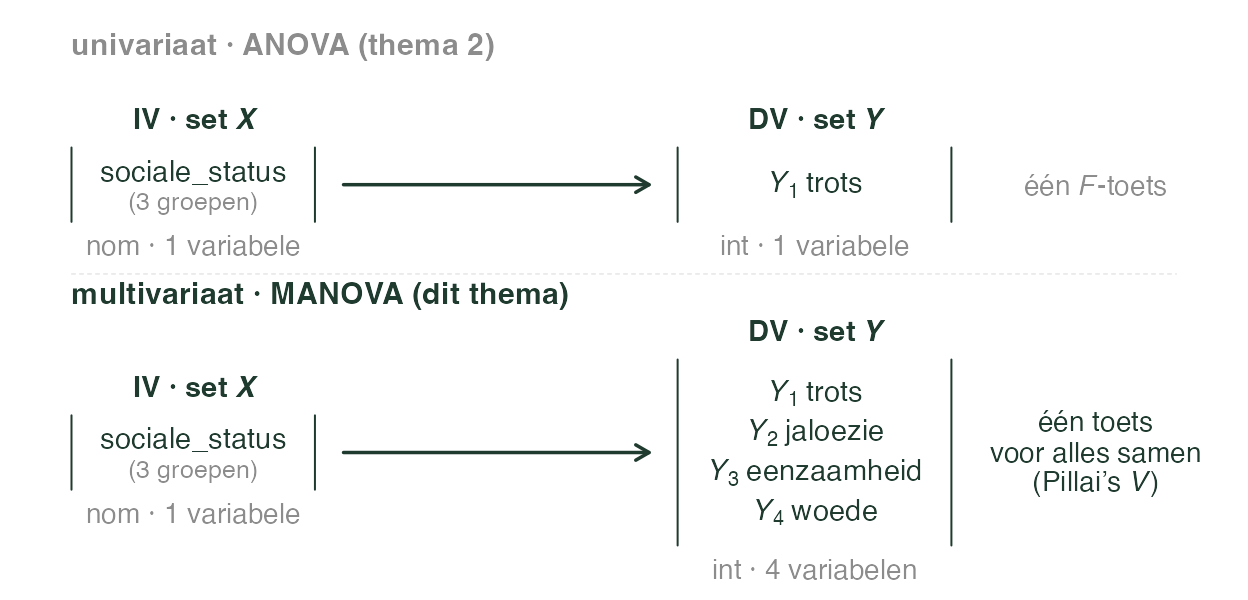 univariaat · ANOVA (thema 2)
IV · set X
DV · set Y
sociale_status
(3 groepen)
Y1 trots
één F-toets
nom · 1 variabele
int · 1 variabele
multivariaat · MANOVA (dit thema)
DV · set Y
IV · set X
sociale_status
(3 groepen)
nom · 1 variabele
Y1 trots
Y2 jaloezie
Y3 eenzaamheid
Y4 woede
int · 4 variabelen
één toets
voor alles samen
(Pillai’s V)